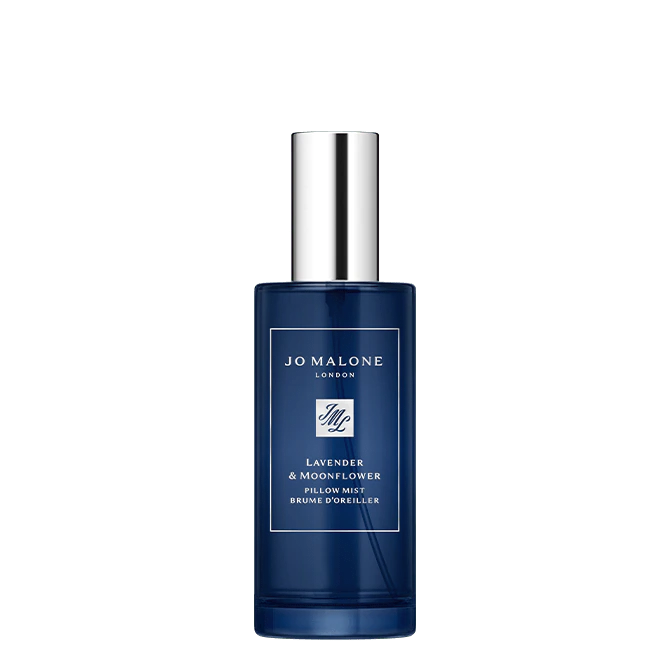 JO MALONE
LONDON
JML
LAVENDER
& MOONFLOWER
PILLOW MIST
BRUME D'OREILLER